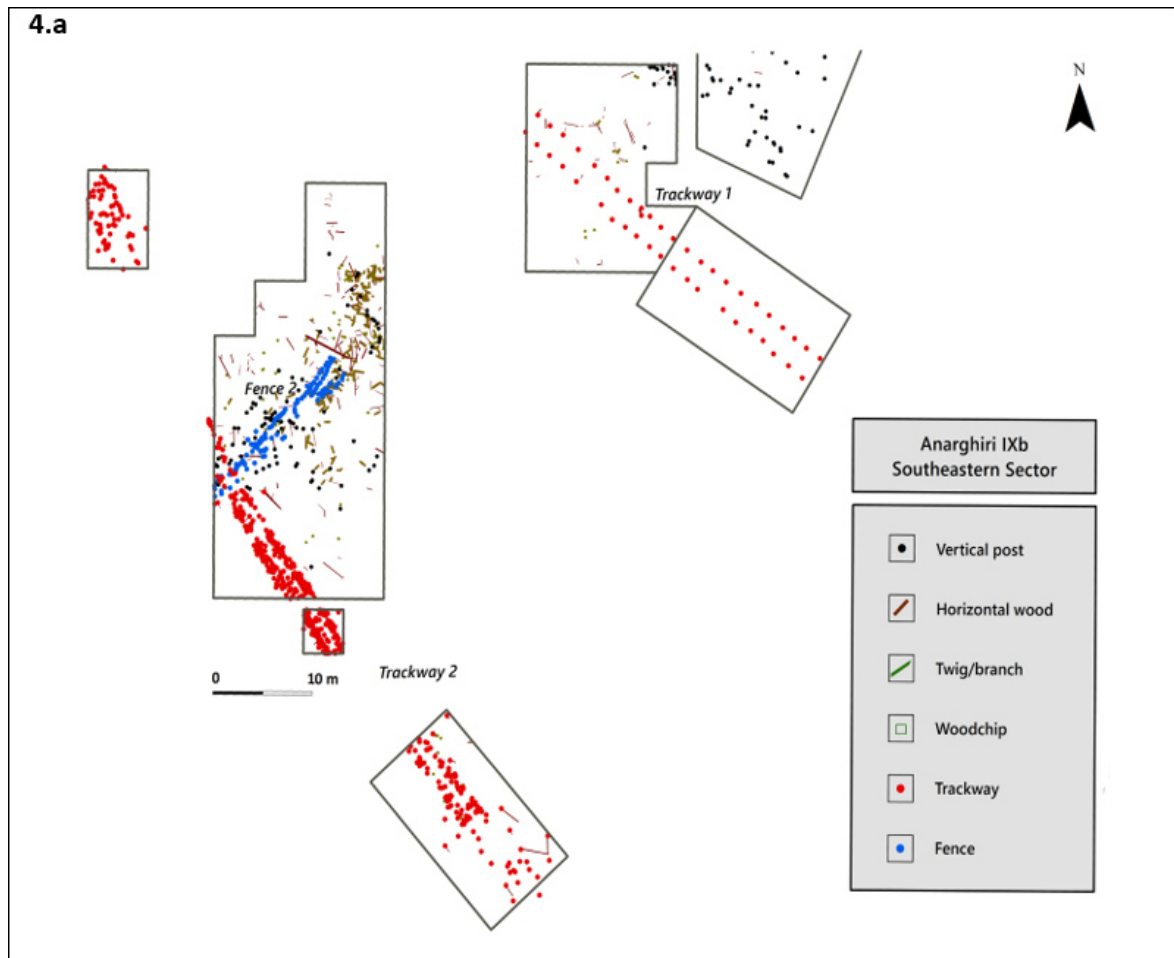 4.a
N
Trackway 1
Fence 2
Anarghiri IXb
Southeastern Sector
Vertical post
Horizontal wood
Twig/branch
Woodchip
Trackway
Fence
0 10 m
Trackway 2